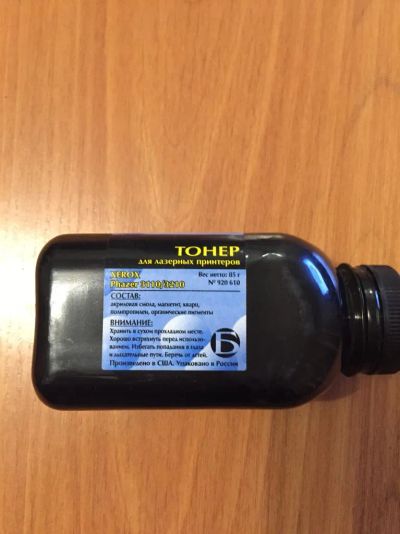 ТОНЕР
для лазерных принтеров
XEROX
Phazer 3110/3210
Вес нетто: 85 г
№ 920 610
СОСТАВ:
акриловая смола, магнетит, кварц,
полипропилен, органические пигменты
ВНИМАНИЕ:
Хранить в сухом прохладном месте.
Хорошо встряхнуть перед использо-
ванием. Избегать попадания в глаза
и дыхательные пути. Беречь от детей.
Произведено в США. Упаковано в России
Б